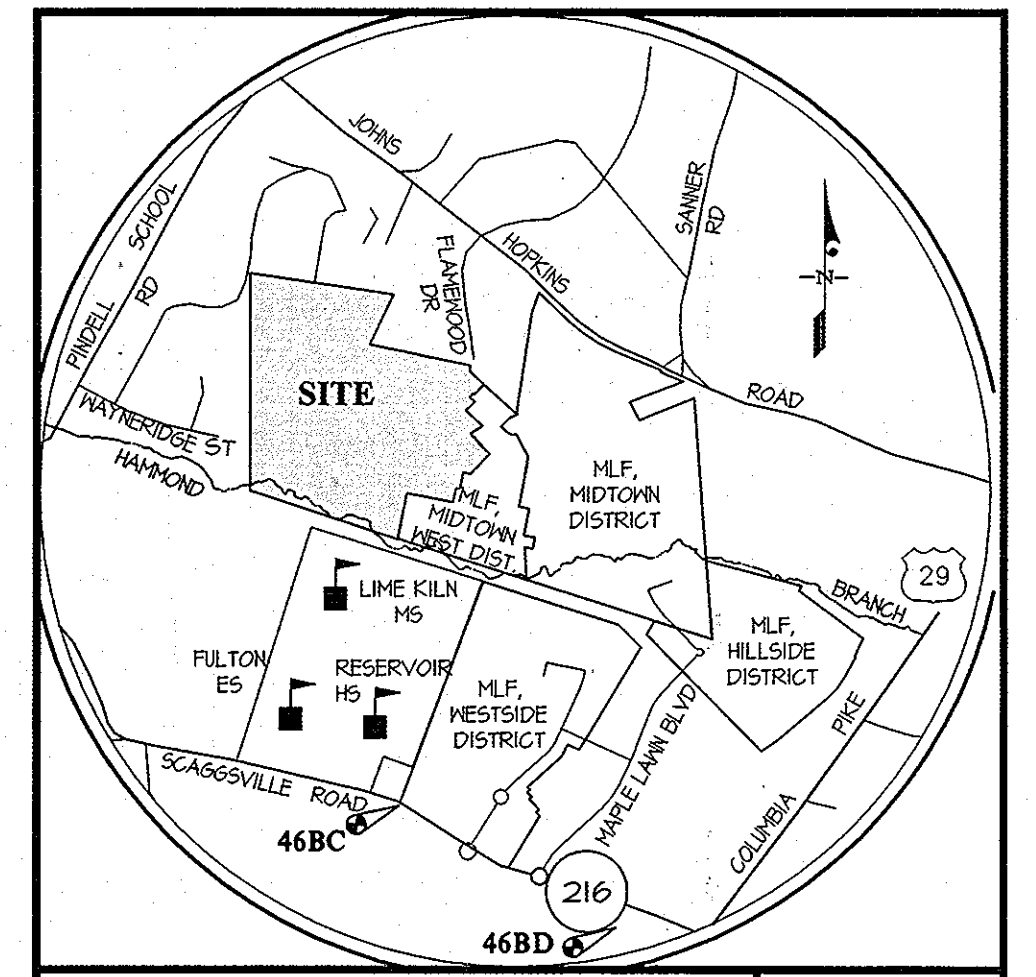 JOHNS
HOPKINS
ROAD
SANNER
RD
PINDELL SCHOOL
RD
FLAMEWOOD
DR
N
SITE
WAYNERIDGE ST
HAMMOND
BRANCH
MLF,
MIDTOWN
DISTRICT
MLF,
MIDTOWN
WEST DIST.
29
LIME KILN
MS
FULTON
ES
RESERVOIR
HS
MLF,
WESTSIDE
DISTRICT
MLF,
HILLSIDE
DISTRICT
MAPLE LAWN BLVD
COLUMBIA PIKE
SCAGGSVILLE ROAD
46BC
216
46BD